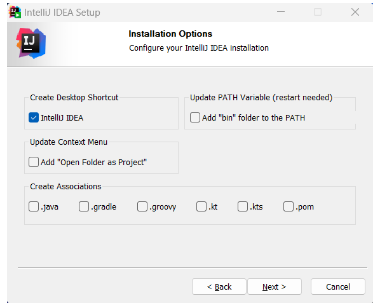 IntelliJ IDEA Setup
IJ
Installation Options
Configure your IntelliJ IDEA installation
Create Desktop Shortcut
IntelliJ IDEA
Update PATH Variable (restart needed)
Add "bin" folder to the PATH
Update Context Menu
Add "Open Folder as Project"
Create Associations
.java .gradle .groovy .kt .kts .pom
< Back Next > Cancel